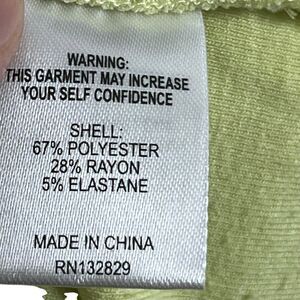 WARNING:
THIS GARMENT MAY INCREASE
YOUR SELF CONFIDENCE
SHELL:
67% POLYESTER
28% RAYON
5% ELASTANE
MADE IN CHINA
RN132829